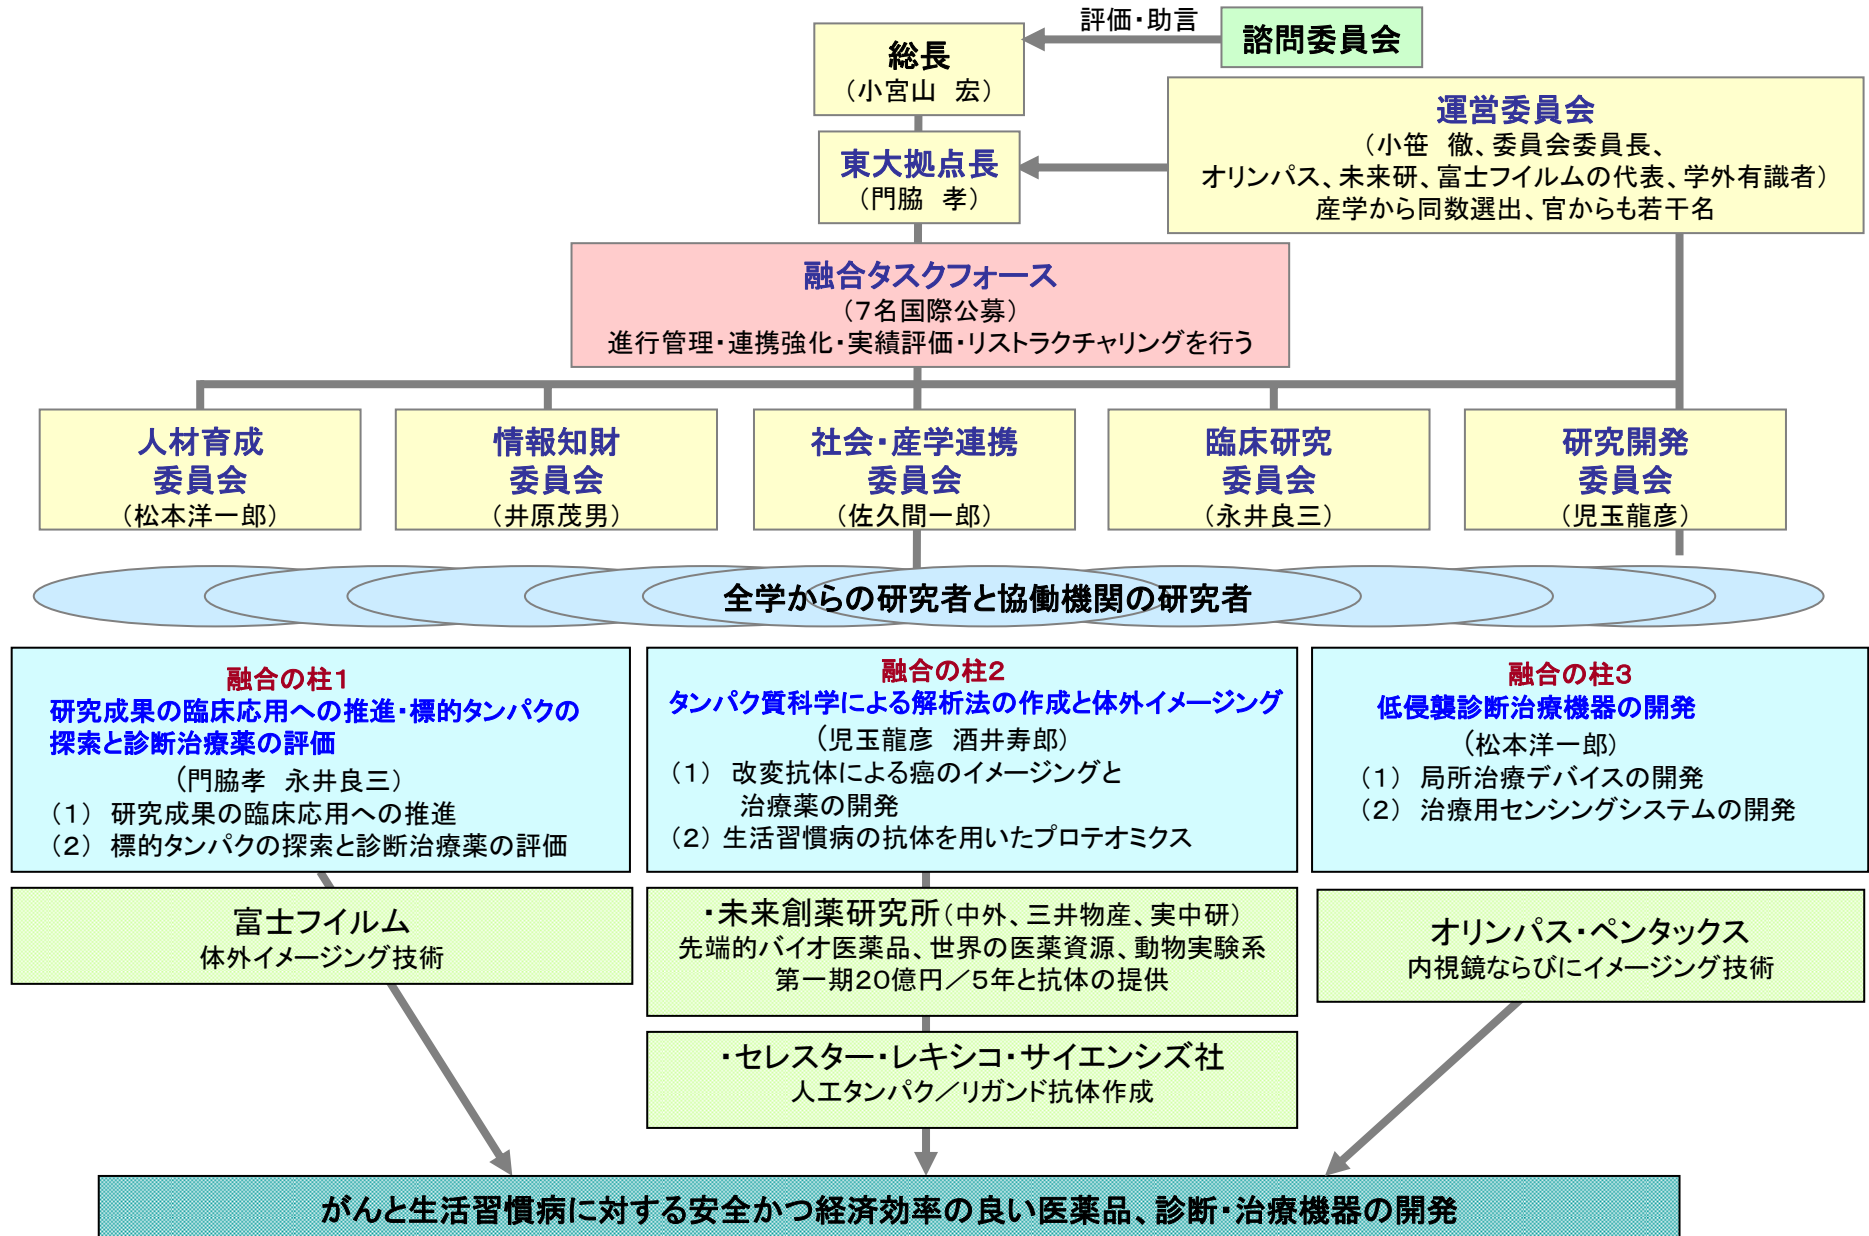 評価・助言
諮問委員会
総長
（小宮山　宏）
運営委員会
（小笹　徹、委員会委員長、
オリンパス、未来研、富士フイルムの代表、学外有識者）
産学から同数選出、官からも若干名
東大拠点長
（門脇　孝）
融合タスクフォース
（7名国際公募）
進行管理・連携強化・実績評価・リストラクチャリングを行う
人材育成
委員会
（松本洋一郎）
情報知財
委員会
（井原茂男）
社会・産学連携
委員会
（佐久間一郎）
臨床研究
委員会
（永井良三）
研究開発
委員会
（児玉龍彦）
全学からの研究者と協働機関の研究者
融合の柱1
研究成果の臨床応用への推進・標的タンパクの
探索と診断治療薬の評価
（門脇孝　永井良三）
（1）　研究成果の臨床応用への推進
（2）　標的タンパクの探索と診断治療薬の評価
融合の柱2
タンパク質科学による解析法の作成と体外イメージング
（児玉龍彦　酒井寿郎）
（1）　改変抗体による癌のイメージングと
治療薬の開発
（2）生活習慣病の抗体を用いたプロテオミクス
融合の柱3
低侵襲診断治療機器の開発
（松本洋一郎）
（1）　局所治療デバイスの開発
（2）　治療用センシングシステムの開発
富士フイルム
体外イメージング技術
・未来創薬研究所（中外、三井物産、実中研）
先端的バイオ医薬品、世界の医薬資源、動物実験系
第一期20億円／5年と抗体の提供
オリンパス・ペンタックス
内視鏡ならびにイメージング技術
・セレスター・レキシコ・サイエンシズ社
人工タンパク／リガンド抗体作成
がんと生活習慣病に対する安全かつ経済効率の良い医薬品、診断・治療機器の開発